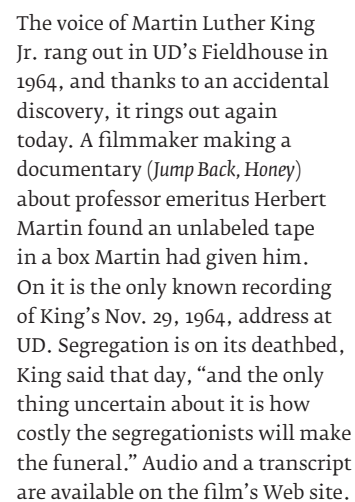 The voice of Martin Luther King
Jr. rang out in UD’s Fieldhouse in
1964, and thanks to an accidental
discovery, it rings out again
today. A filmmaker making a
documentary (Jump Back, Honey)
about professor emeritus Herbert
Martin found an unlabeled tape
in a box Martin had given him.
On it is the only known recording
of King’s Nov. 29, 1964, address at
UD. Segregation is on its deathbed,
King said that day, “and the only
thing uncertain about it is how
costly the segregationists will make
the funeral.” Audio and a transcript
are available on the film’s Web site.